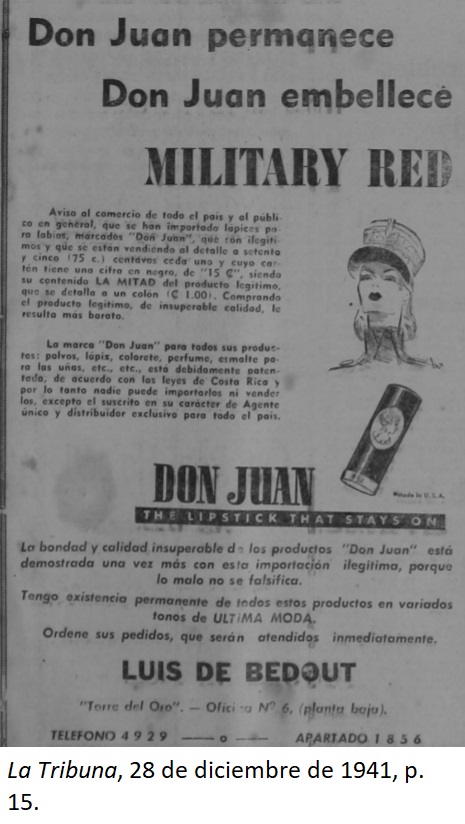 Don Juan permanece
Don Juan embellece
MILITARY RED
Aviso al comercio de todo el país y al públi-
co en general, que se han importado lápices pa-
ra labios, marcados "Don Juan", que son ilegíti-
mos y que se están vendiendo al detalle a setenta
y cinco (75 c.) centavos cada uno y cuyo car-
tón tiene una cifra en negro, de "15 ₵", siendo
su contenido LA MITAD del producto legítimo,
que se detalla a un colón (₵ 1.00). Comprando
el producto legítimo, de insuperable calidad, le
resulta más barato.
La marca "Don Juan" para todos sus produc-
tos: polvos, lápiz, colorete, perfume, esmalte pa-
ra las uñas, etc., etc., está debidamente paten-
tada, de acuerdo con las leyes de Costa Rica y
por lo tanto nadie puede importarlos ni vender
los, excepto el suscrito en su carácter de Agente
único y distribuidor exclusivo para todo el país.
Made in U.S.A.
DON JUAN
THE LIPSTICK THAT STAYS ON
La bondad y calidad insuperable de los productos "Don Juan" está
demostrada una vez más con esta importación ilegítima, porque
lo malo no se falsifica.
Tengo existencia permanente de todos estos productos en variados
tonos de ULTIMA MODA.
Ordene sus pedidos, que serán atendidos inmediatamente.
LUIS DE BEDOUT
"Torre del Oro". — Oficina Nº 6, (planta baja).
TELEFONO 4929 —— o —— APARTADO 1856
La Tribuna, 28 de diciembre de 1941, p.
15.